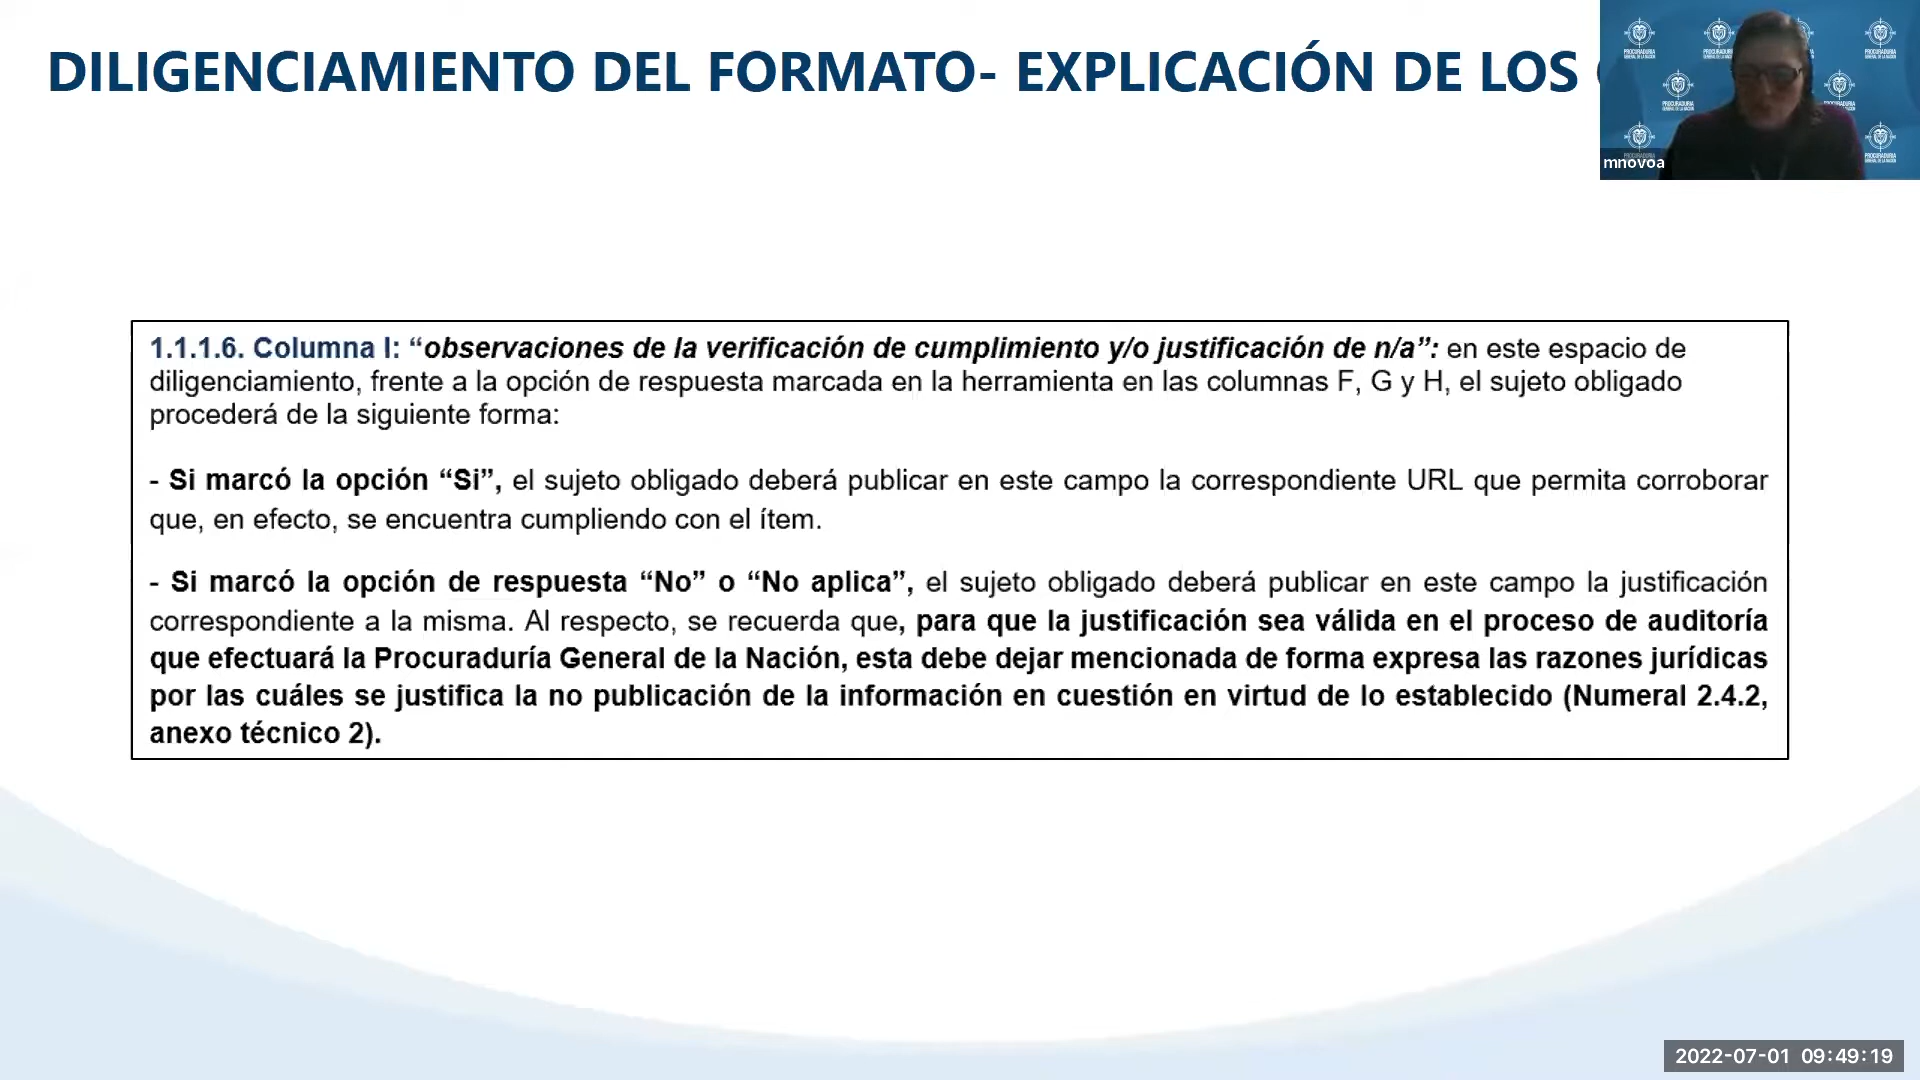 DILIGENCIAMIENTO DEL FORMATO- EXPLICACIÓN DE LOS
mnovoa
1.1.1.6. Columna I: “observaciones de la verificación de cumplimiento y/o justificación de n/a”: en este espacio de
diligenciamiento, frente a la opción de respuesta marcada en la herramienta en las columnas F, G y H, el sujeto obligado
procederá de la siguiente forma:
- Si marcó la opción “Si”, el sujeto obligado deberá publicar en este campo la correspondiente URL que permita corroborar
que, en efecto, se encuentra cumpliendo con el ítem.
- Si marcó la opción de respuesta “No” o “No aplica”, el sujeto obligado deberá publicar en este campo la justificación
correspondiente a la misma. Al respecto, se recuerda que, para que la justificación sea válida en el proceso de auditoría
que efectuará la Procuraduría General de la Nación, esta debe dejar mencionada de forma expresa las razones jurídicas
por las cuáles se justifica la no publicación de la información en cuestión en virtud de lo establecido (Numeral 2.4.2,
anexo técnico 2).
2022-07-01 09:49:19